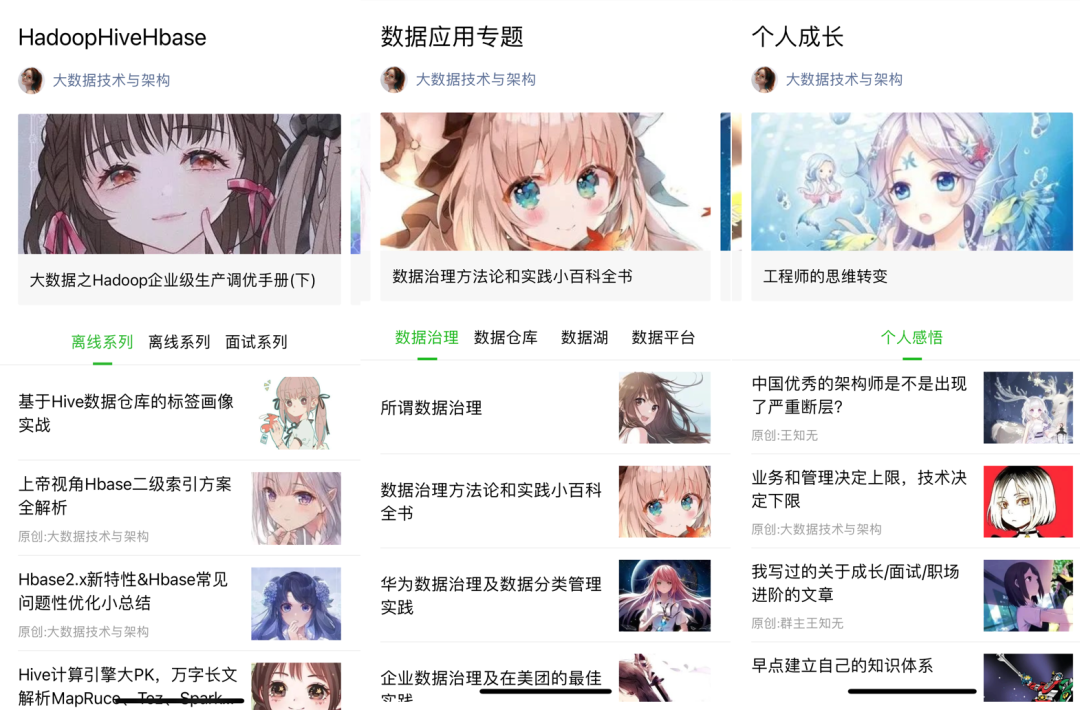 HadoopHiveHbase
大数据技术与架构
大数据之Hadoop企业级生产调优手册(下)
离线系列 离线系列 面试系列
基于Hive数据仓库的标签画像
实战
上帝视角Hbase二级索引方案
全解析
原创:大数据技术与架构
Hbase2.x新特性&Hbase常见
问题性优化小总结
原创:大数据技术与架构
Hive计算引擎大PK，万字长文
解析MapRuce、Tez、Spark...
数据应用专题
大数据技术与架构
数据治理方法论和实践小百科全书
数据治理 数据仓库 数据湖 数据平台
所谓数据治理
数据治理方法论和实践小百科
全书
华为数据治理及数据分类管理
实践
企业数据治理及在美团的最佳
实践
个人成长
大数据技术与架构
工程师的思维转变
个人感悟
中国优秀的架构师是不是出现
了严重断层?
原创:王知无
业务和管理决定上限，技术决
定下限
原创:大数据技术与架构
我写过的关于成长/面试/职场
进阶的文章
原创:群主王知无
早点建立自己的知识体系